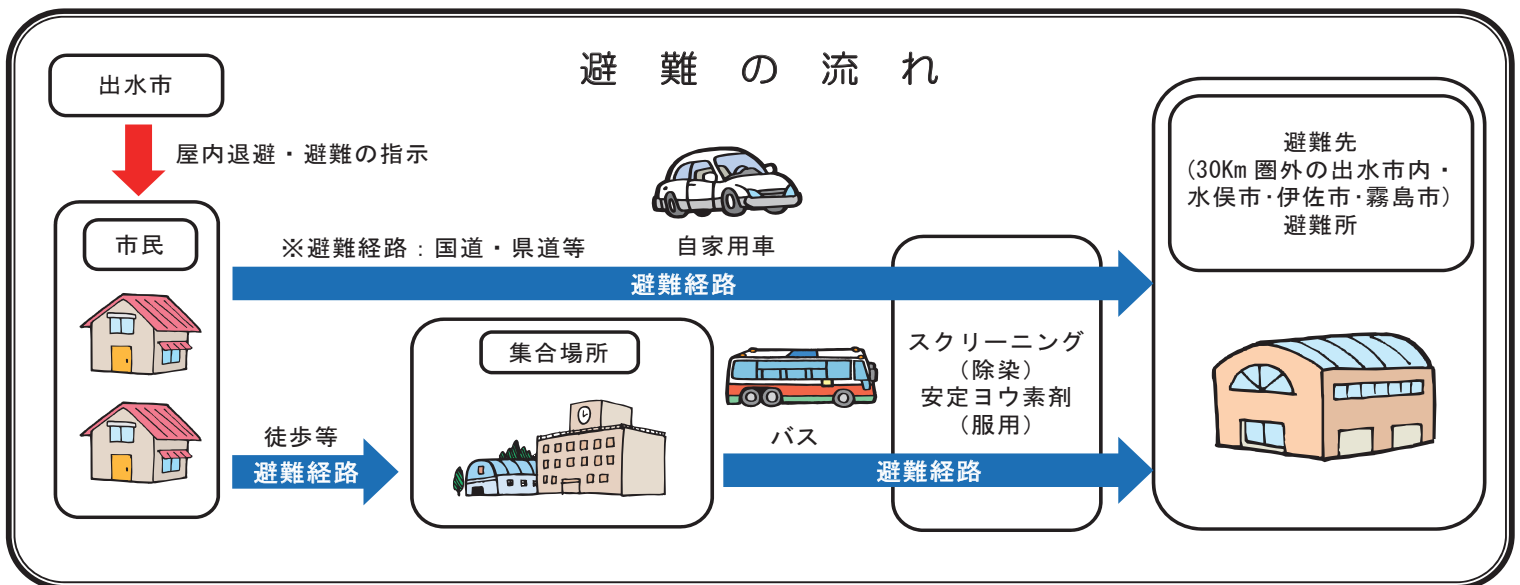 避難の流れ
出水市
屋内退避・避難の指示
市民
※避難経路：国道・県道等
自家用車
避難経路
集合場所
徒歩等
避難経路
バス
避難経路
スクリーニング
（除染）
安定ヨウ素剤
（服用）
避難先
(30Km 圏外の出水市内・
水俣市･伊佐市･霧島市)
避難所